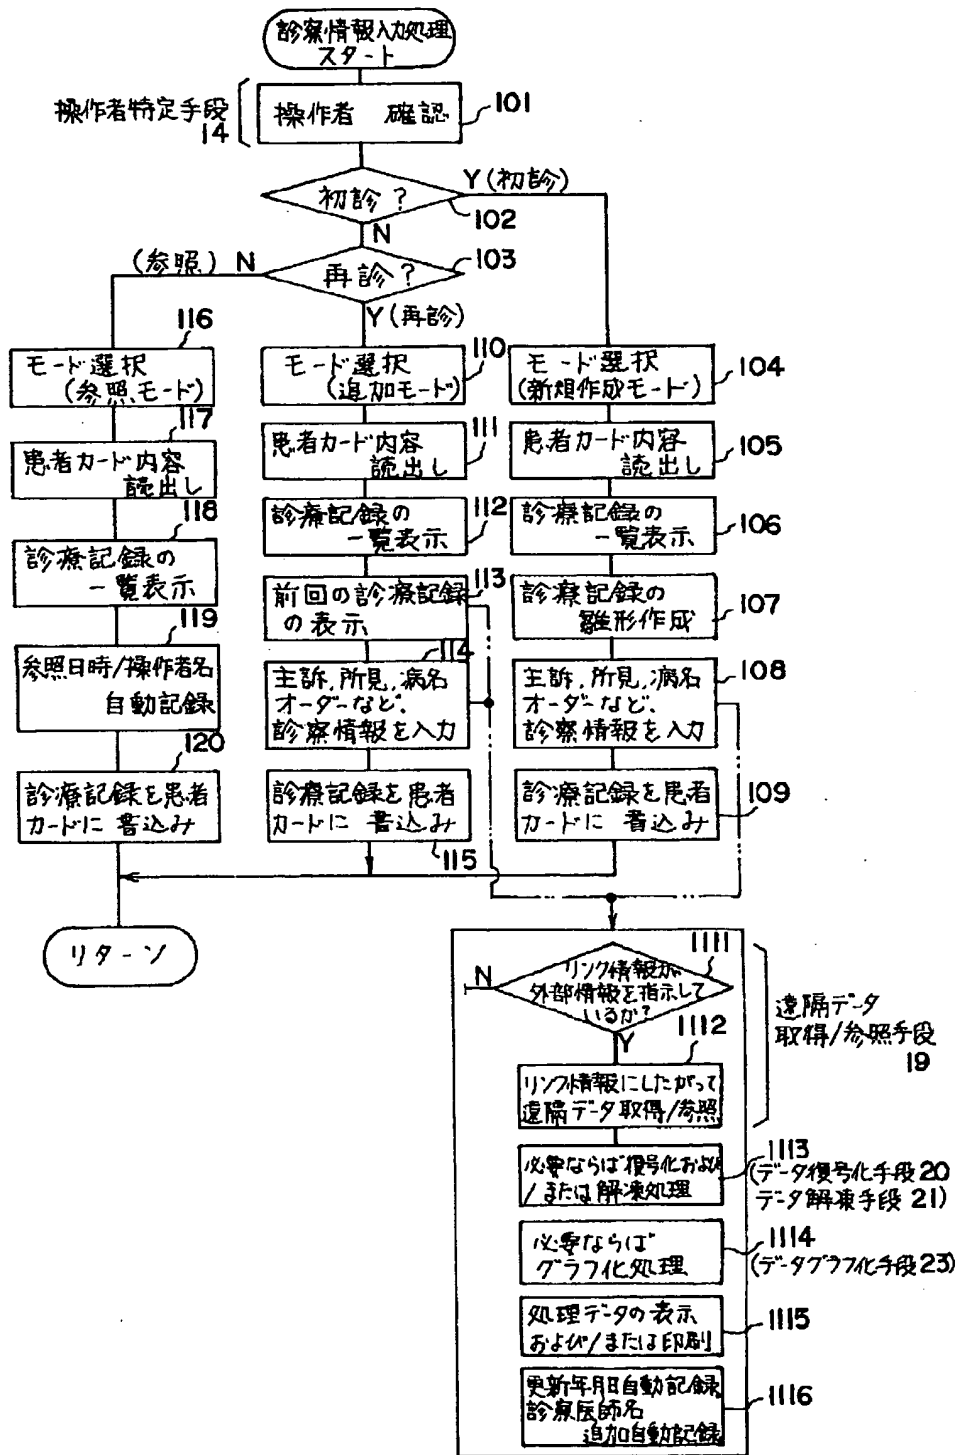 診察情報入力処理
スタート
操作者特定手段
14
操作者 確認
101
初診?
Y(初診)
102
N
再診?
103
(参照) N
Y(再診)
116
モード選択
(参照モード)
117
患者カード内容
読出し
118
診療記録の
一覧表示
119
参照日時/操作者名
自動記録
120
診療記録を患者
カードに書込み
110
モード選択
(追加モード)
111
患者カード内容
読出し
112
診療記録の
一覧表示
113
前回の診療記録
の表示
114
主訴,所見,病名
オーダーなど、
診察情報を入力
診療記録を患者
カードに書込み
115
モード選択
(新規作成モード)
104
患者カード内容
読出し
105
診療記録の
一覧表示
106
診療記録の
雛形作成
107
主訴,所見,病名
オーダーなど、
診察情報を入力
108
診療記録を患者
カードに書込み
109
リターン
1111
N
リンク情報が
外部情報を指示して
いるか?
Y
1112
リンク情報にしたがって
遠隔データ取得/参照
遠隔データ
取得/参照手段
19
必要ならば復号化および
/または解凍処理
1113
(データ復号化手段20
データ解凍手段21)
必要ならば
グラフ化処理
1114
(データグラフ化手段23)
処理データの表示
および/または印刷
1115
更新年月日自動記録,
診察医師名
追加自動記録
1116